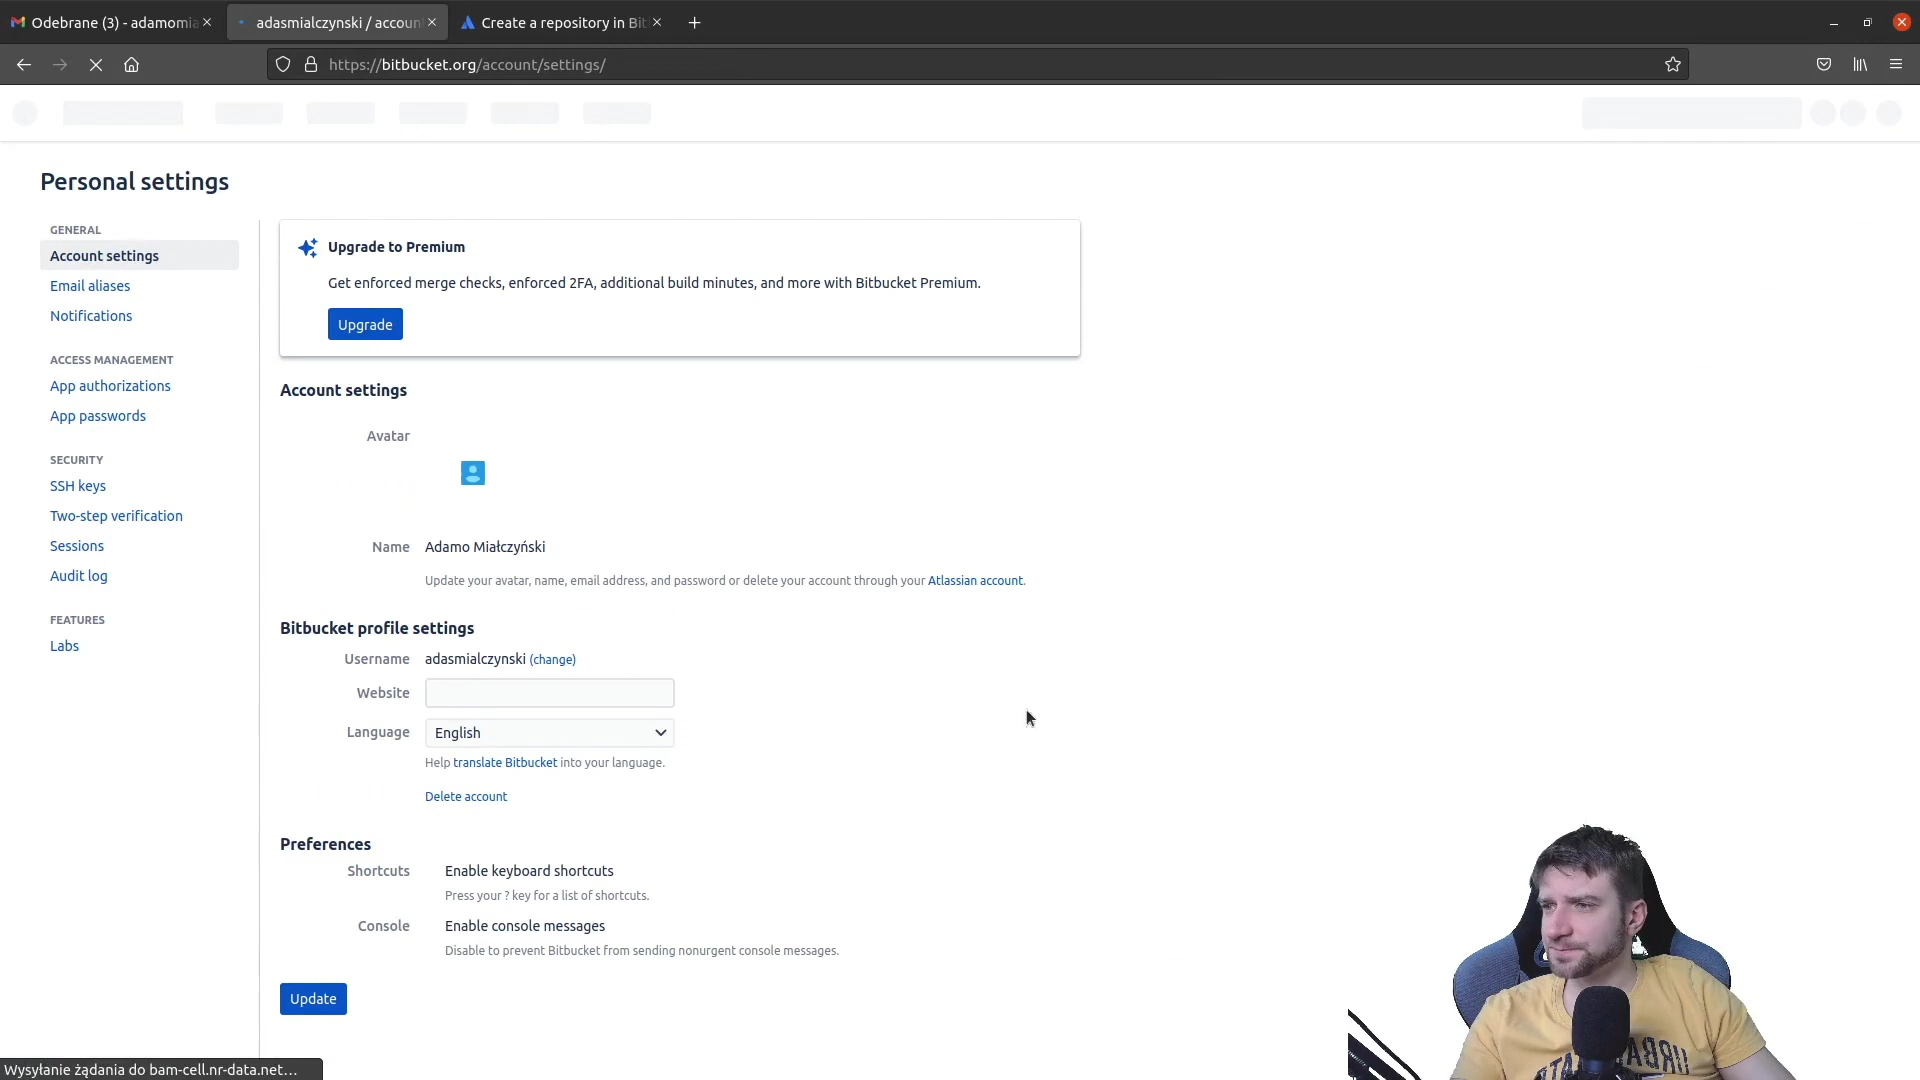 Odebrane (3) - adamomia
adasmialczynski / accoun
Create a repository in Bit
https://bitbucket.org/account/settings/
Personal settings
GENERAL
Account settings
Email aliases
Notifications
ACCESS MANAGEMENT
App authorizations
App passwords
SECURITY
SSH keys
Two-step verification
Sessions
Audit log
FEATURES
Labs
Upgrade to Premium
Get enforced merge checks, enforced 2FA, additional build minutes, and more with Bitbucket Premium.
Upgrade
Account settings
Avatar
Name Adamo Miałczyński
Update your avatar, name, email address, and password or delete your account through your Atlassian account.
Bitbucket profile settings
Username adasmialczynski (change)
Website
Language English
Help translate Bitbucket into your language.
Delete account
Preferences
Shortcuts Enable keyboard shortcuts
Press your ? key for a list of shortcuts.
Console Enable console messages
Disable to prevent Bitbucket from sending nonurgent console messages.
Update
Wysyłanie żądania do bam-cell.nr-data.net…